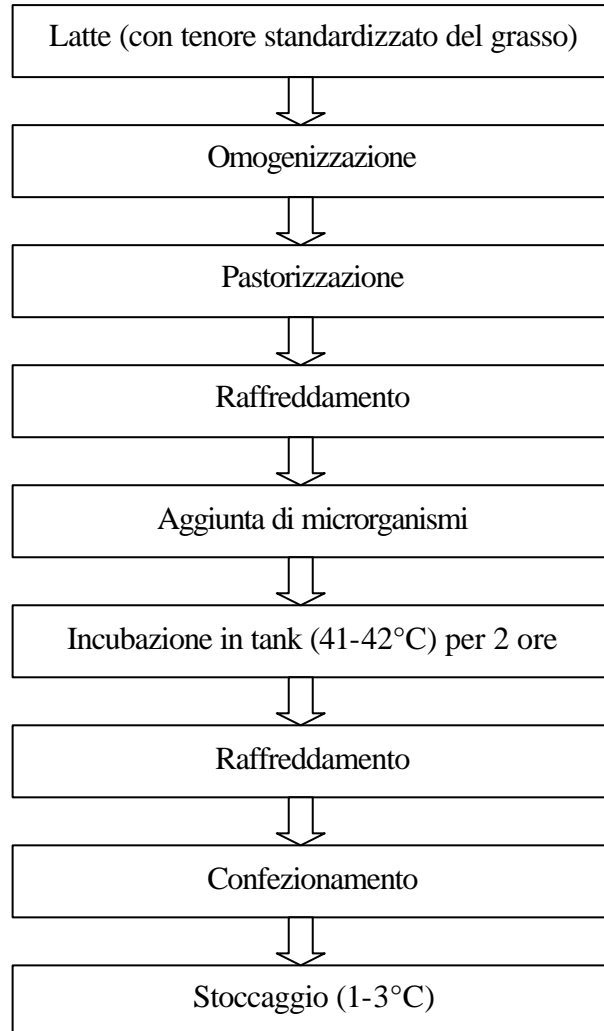 Latte (con tenore standardizzato del grasso)
Omogenizzazione
Pastorizzazione
Raffreddamento
Aggiunta di microrganismi
Incubazione in tank (41-42°C) per 2 ore
Raffreddamento
Confezionamento
Stoccaggio (1-3°C)